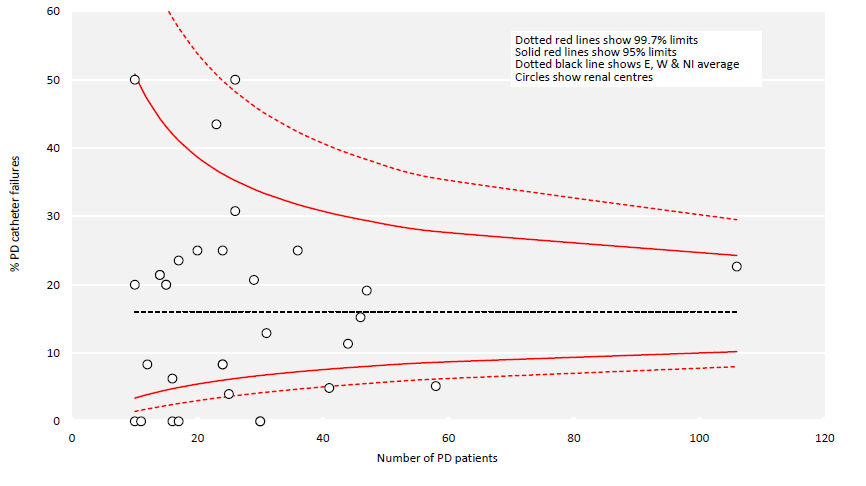 60
50
40
30
20
10
0
% PD catheter failures
Dotted red lines show 99.7% limits
Solid red lines show 95% limits
Dotted black line shows E, W & NI average
Circles show renal centres
0 20 40 60 80 100 120
Number of PD patients